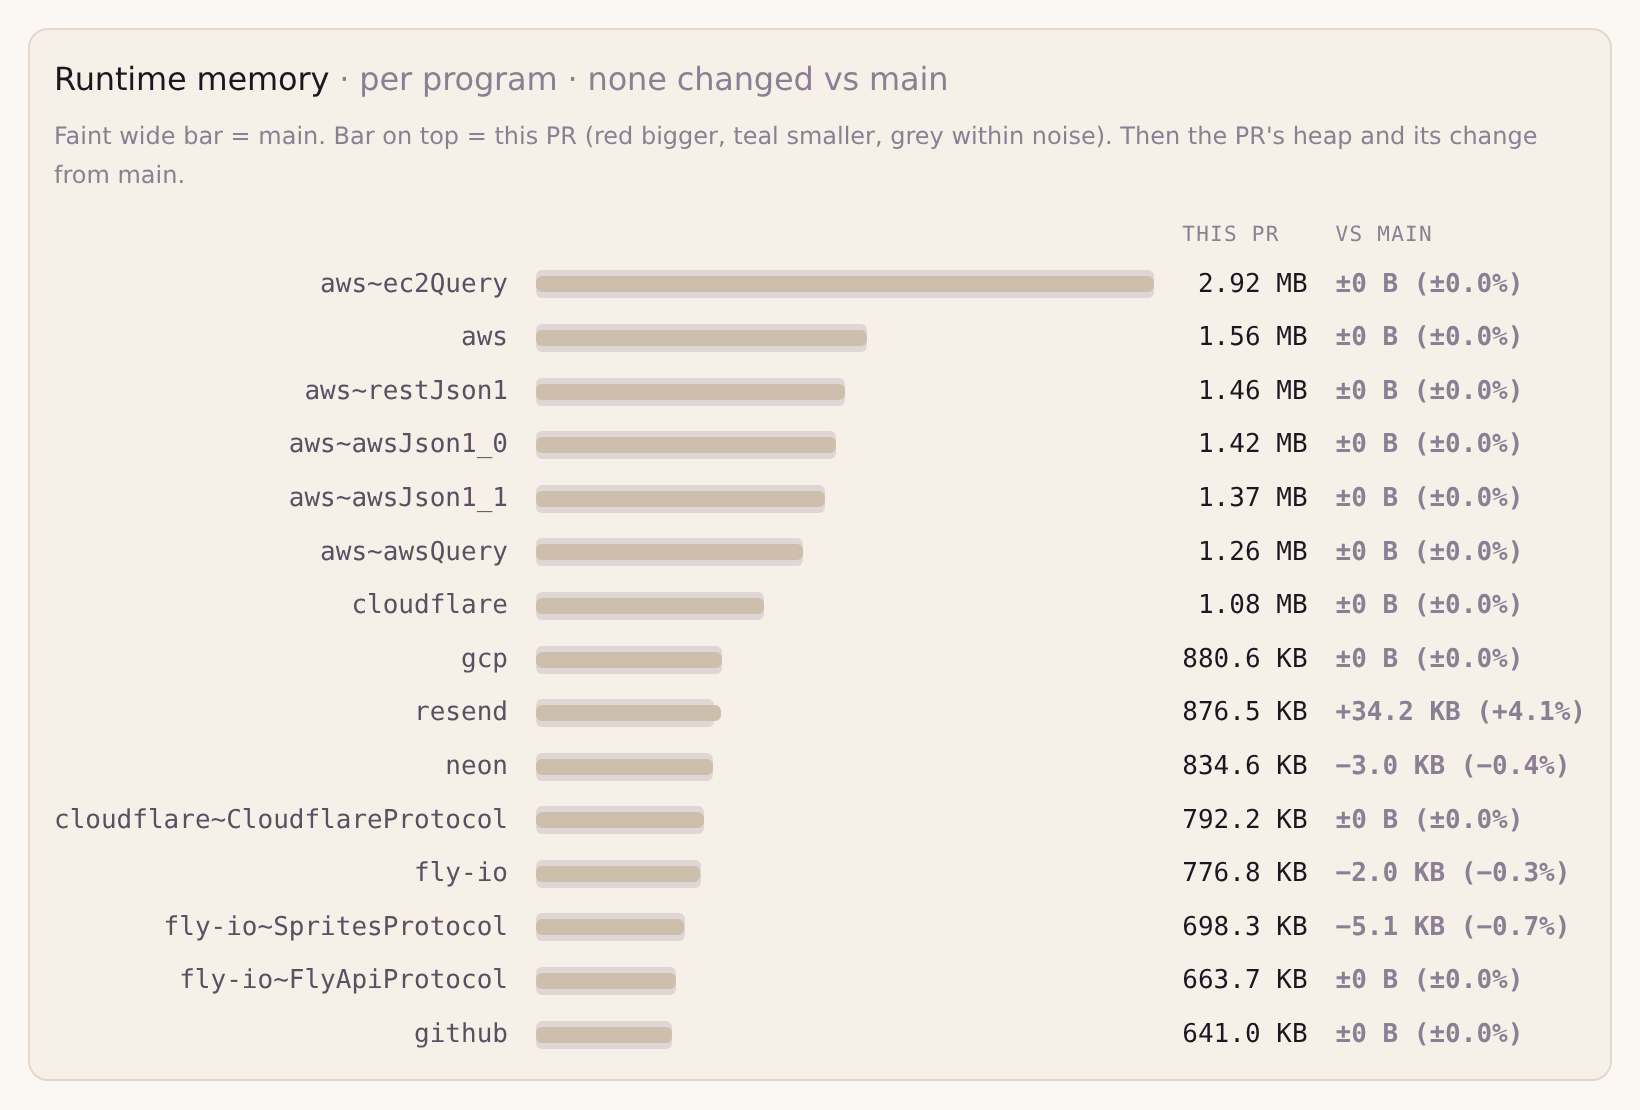 Runtime memory · per program · none changed vs main
Faint wide bar = main. Bar on top = this PR (red bigger, teal smaller, grey within noise). Then the PR's heap and its change
from main.
THIS PR VS MAIN
aws~ec2Query 2.92 MB ±0 B (±0.0%)
aws 1.56 MB ±0 B (±0.0%)
aws~restJson1 1.46 MB ±0 B (±0.0%)
aws~awsJson1_0 1.42 MB ±0 B (±0.0%)
aws~awsJson1_1 1.37 MB ±0 B (±0.0%)
aws~awsQuery 1.26 MB ±0 B (±0.0%)
cloudflare 1.08 MB ±0 B (±0.0%)
gcp 880.6 KB ±0 B (±0.0%)
resend 876.5 KB +34.2 KB (+4.1%)
neon 834.6 KB −3.0 KB (−0.4%)
cloudflare~CloudflareProtocol 792.2 KB ±0 B (±0.0%)
fly-io 776.8 KB −2.0 KB (−0.3%)
fly-io~SpritesProtocol 698.3 KB −5.1 KB (−0.7%)
fly-io~FlyApiProtocol 663.7 KB ±0 B (±0.0%)
github 641.0 KB ±0 B (±0.0%)